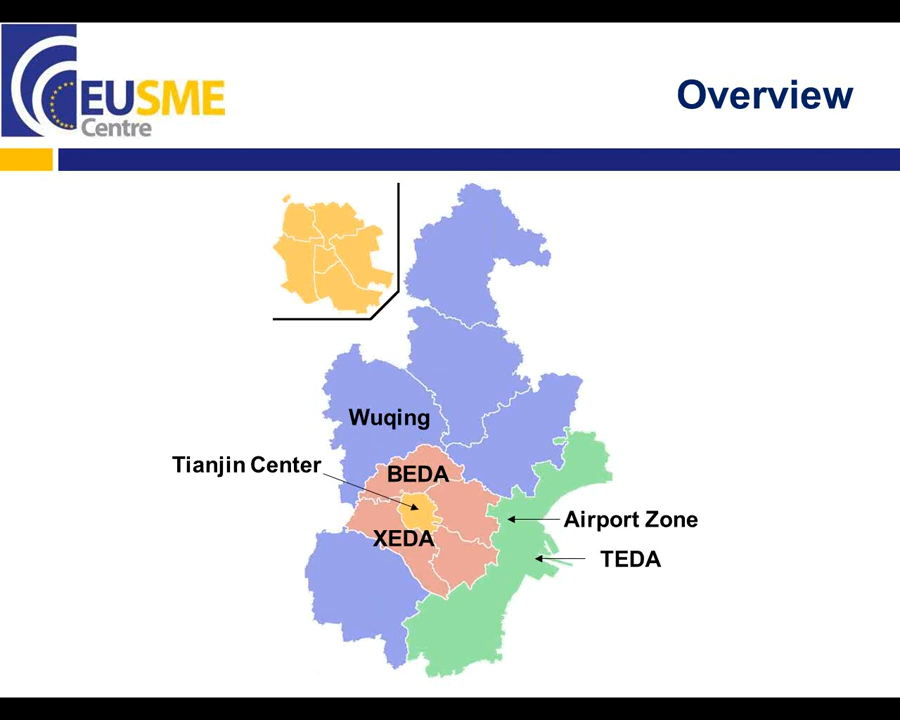 EUSME
Centre
Overview
Wuqing
Tianjin Center
BEDA
Airport Zone
XEDA
TEDA